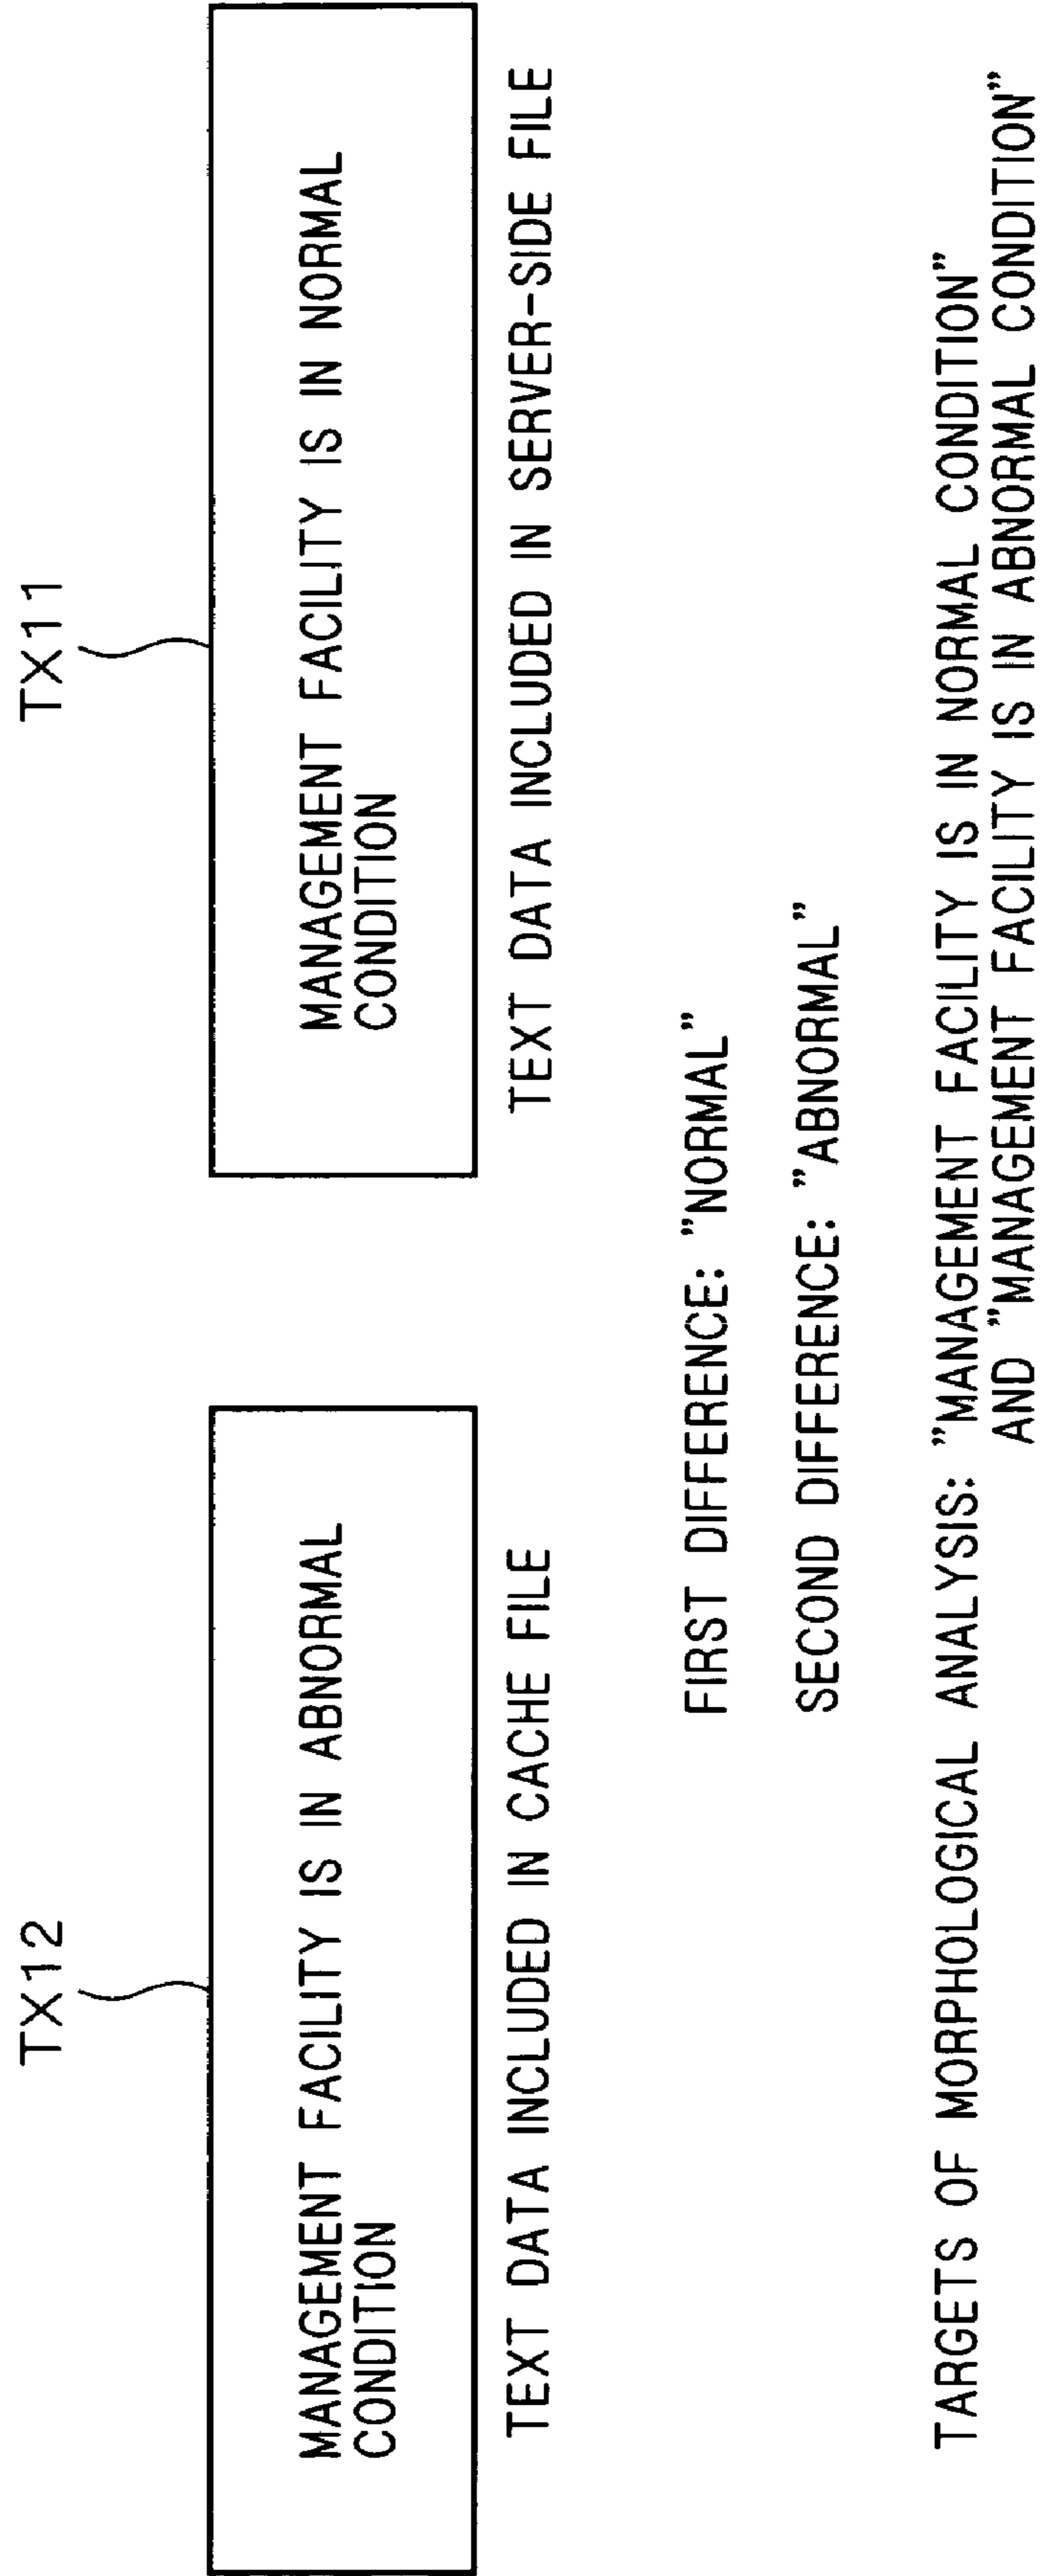 TX12
MANAGEMENT FACILITY IS IN ABNORMAL
CONDITION
TEXT DATA INCLUDED IN CACHE FILE
TX11
MANAGEMENT FACILITY IS IN NORMAL
CONDITION
TEXT DATA INCLUDED IN SERVER-SIDE FILE
FIRST DIFFERENCE: "NORMAL"
SECOND DIFFERENCE: "ABNORMAL"
TARGETS OF MORPHOLOGICAL ANALYSIS: "MANAGEMENT FACILITY IS IN NORMAL CONDITION"
AND "MANAGEMENT FACILITY IS IN ABNORMAL CONDITION"